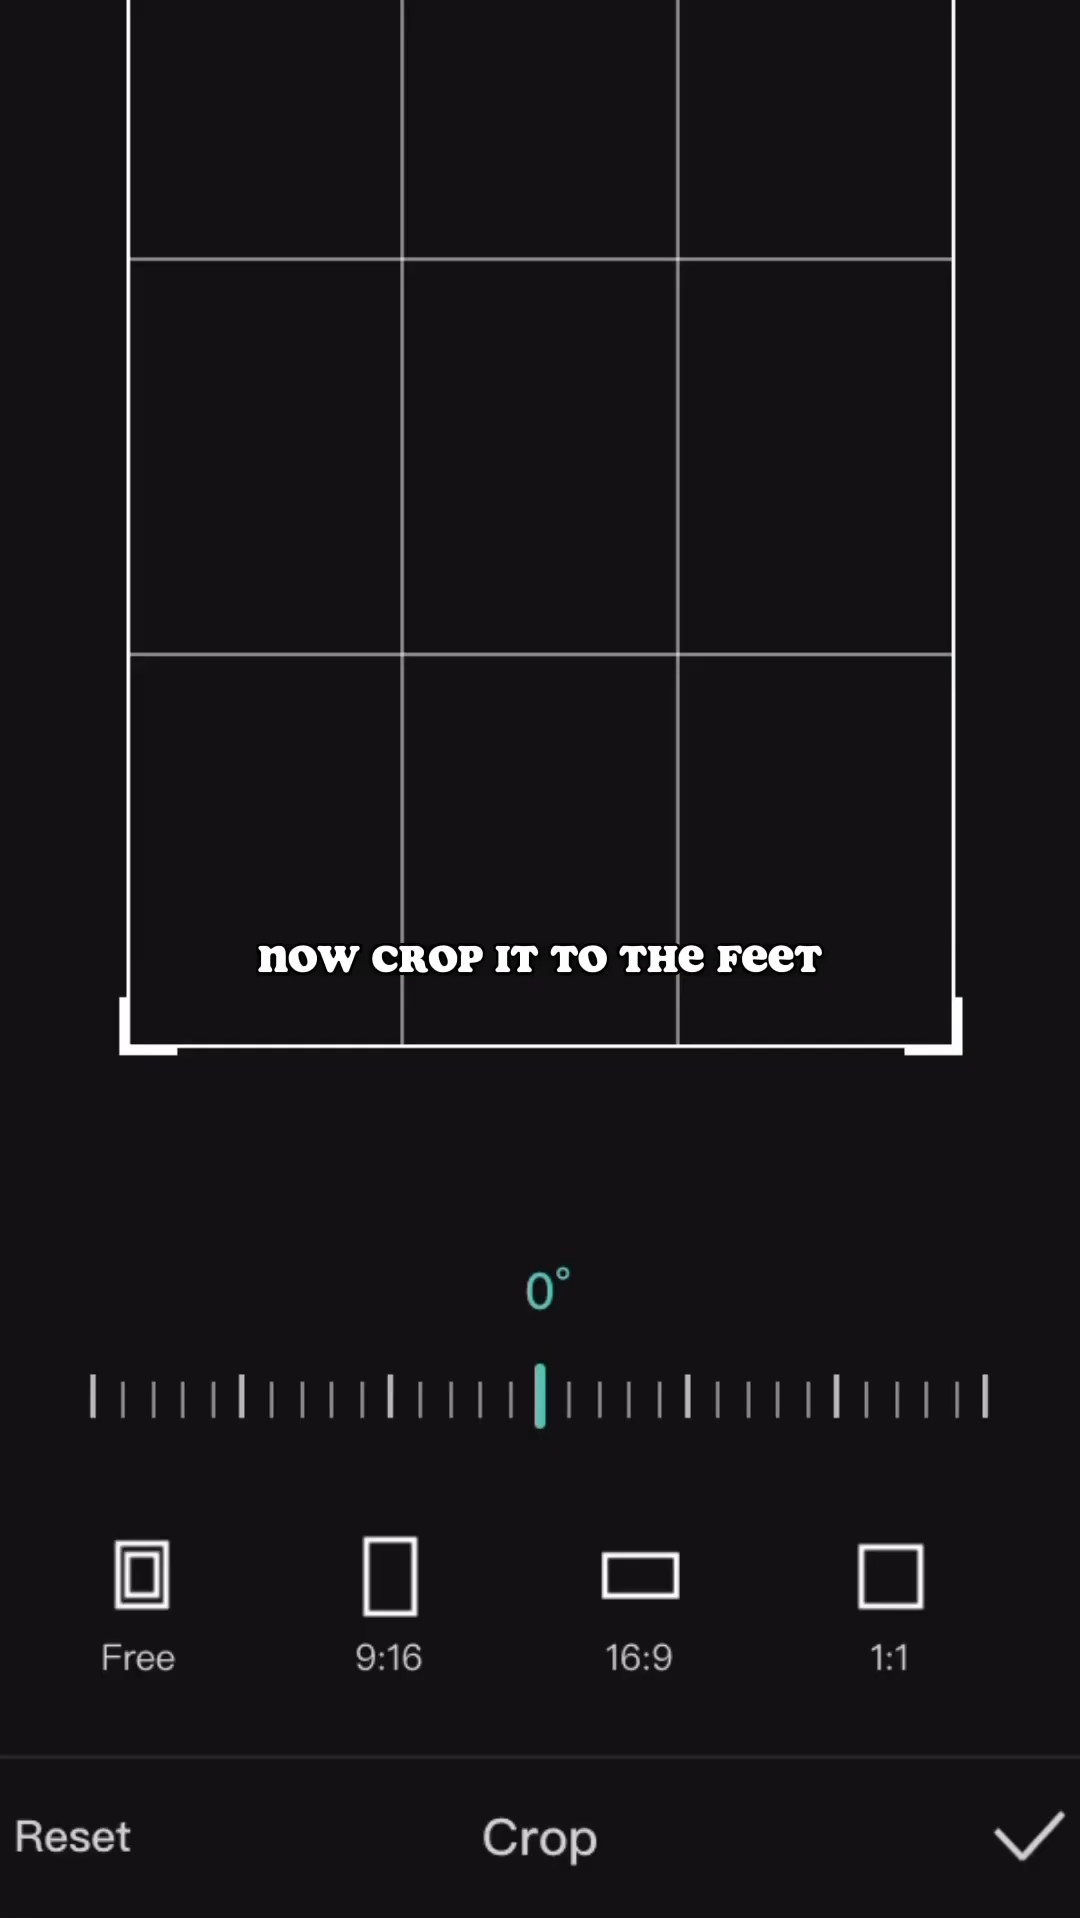 NOW CROP IT TO THE FEET
0°
Free
9:16
16:9
1:1
Reset
Crop